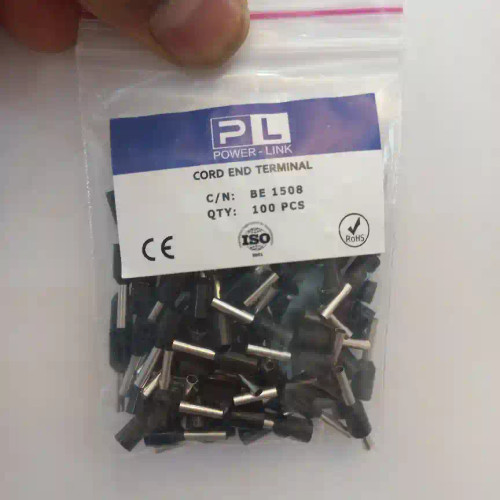 PL
POWER - LINK
CORD END TERMINAL
C/N: BE 1508
QTY: 100 PCS
CE
ISO
RoHS